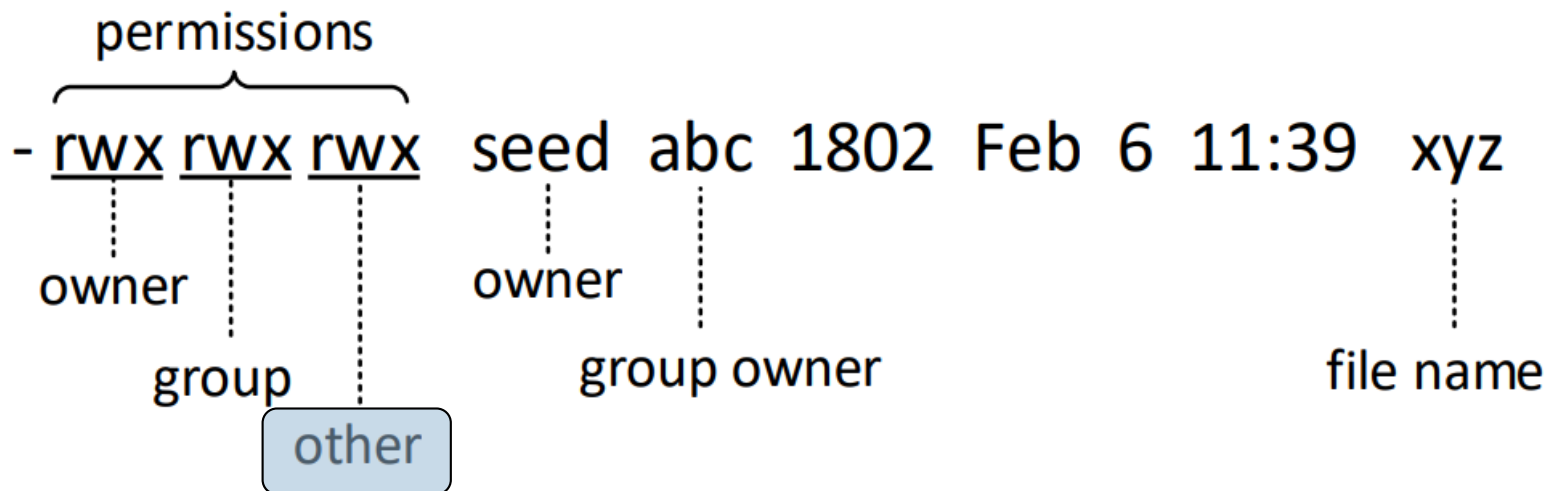 permissions
- rwx rwx rwx seed abc 1802 Feb 6 11:39 xyz
owner owner
group group owner file name
other